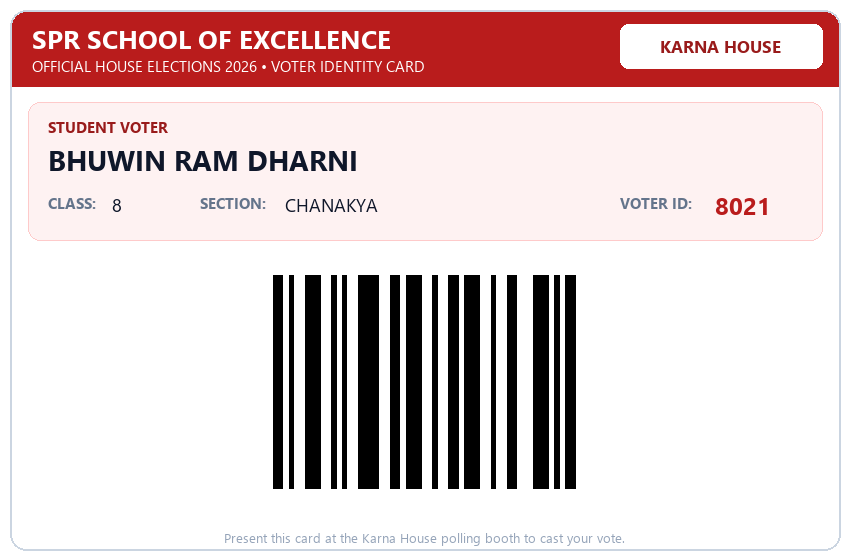 SPR SCHOOL OF EXCELLENCE
OFFICIAL HOUSE ELECTIONS 2026 • VOTER IDENTITY CARD
KARNA HOUSE
STUDENT VOTER
BHUWIN RAM DHARNI
CLASS: 8 SECTION: CHANAKYA VOTER ID: 8021
Present this card at the Karna House polling booth to cast your vote.